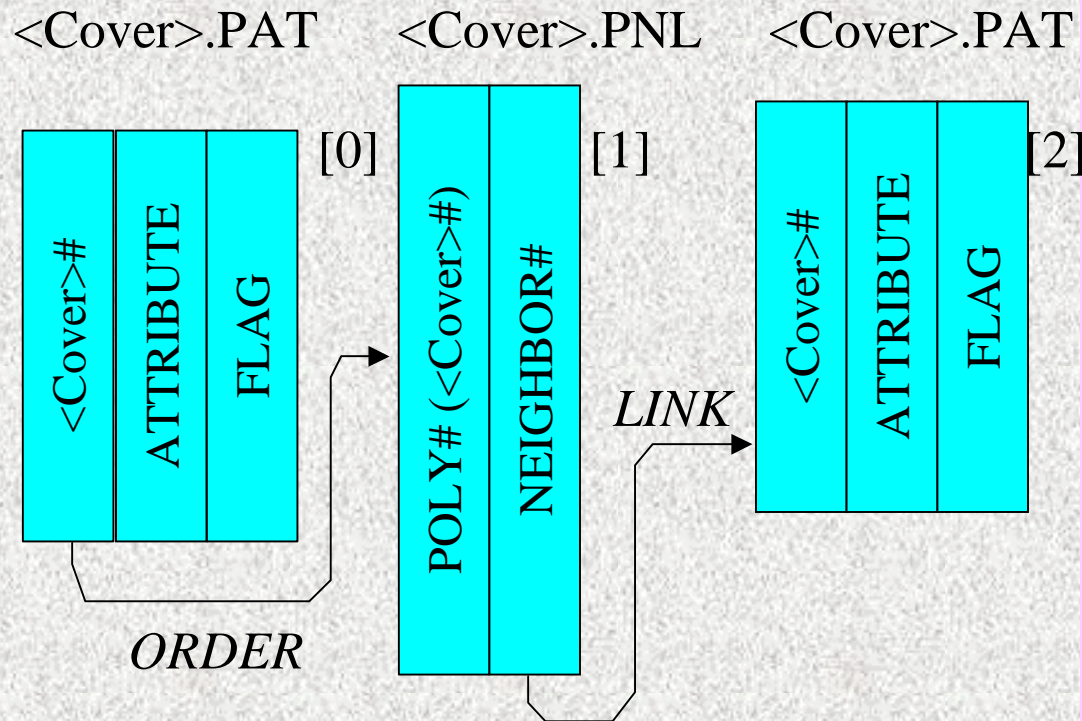 <Cover>.PAT
<Cover>.PNL
<Cover>.PAT
<Cover>#
ATTRIBUTE
FLAG
[0]
POLY# (<Cover>#)
NEIGHBOR#
[1]
<Cover>#
ATTRIBUTE
FLAG
[2]
LINK
ORDER